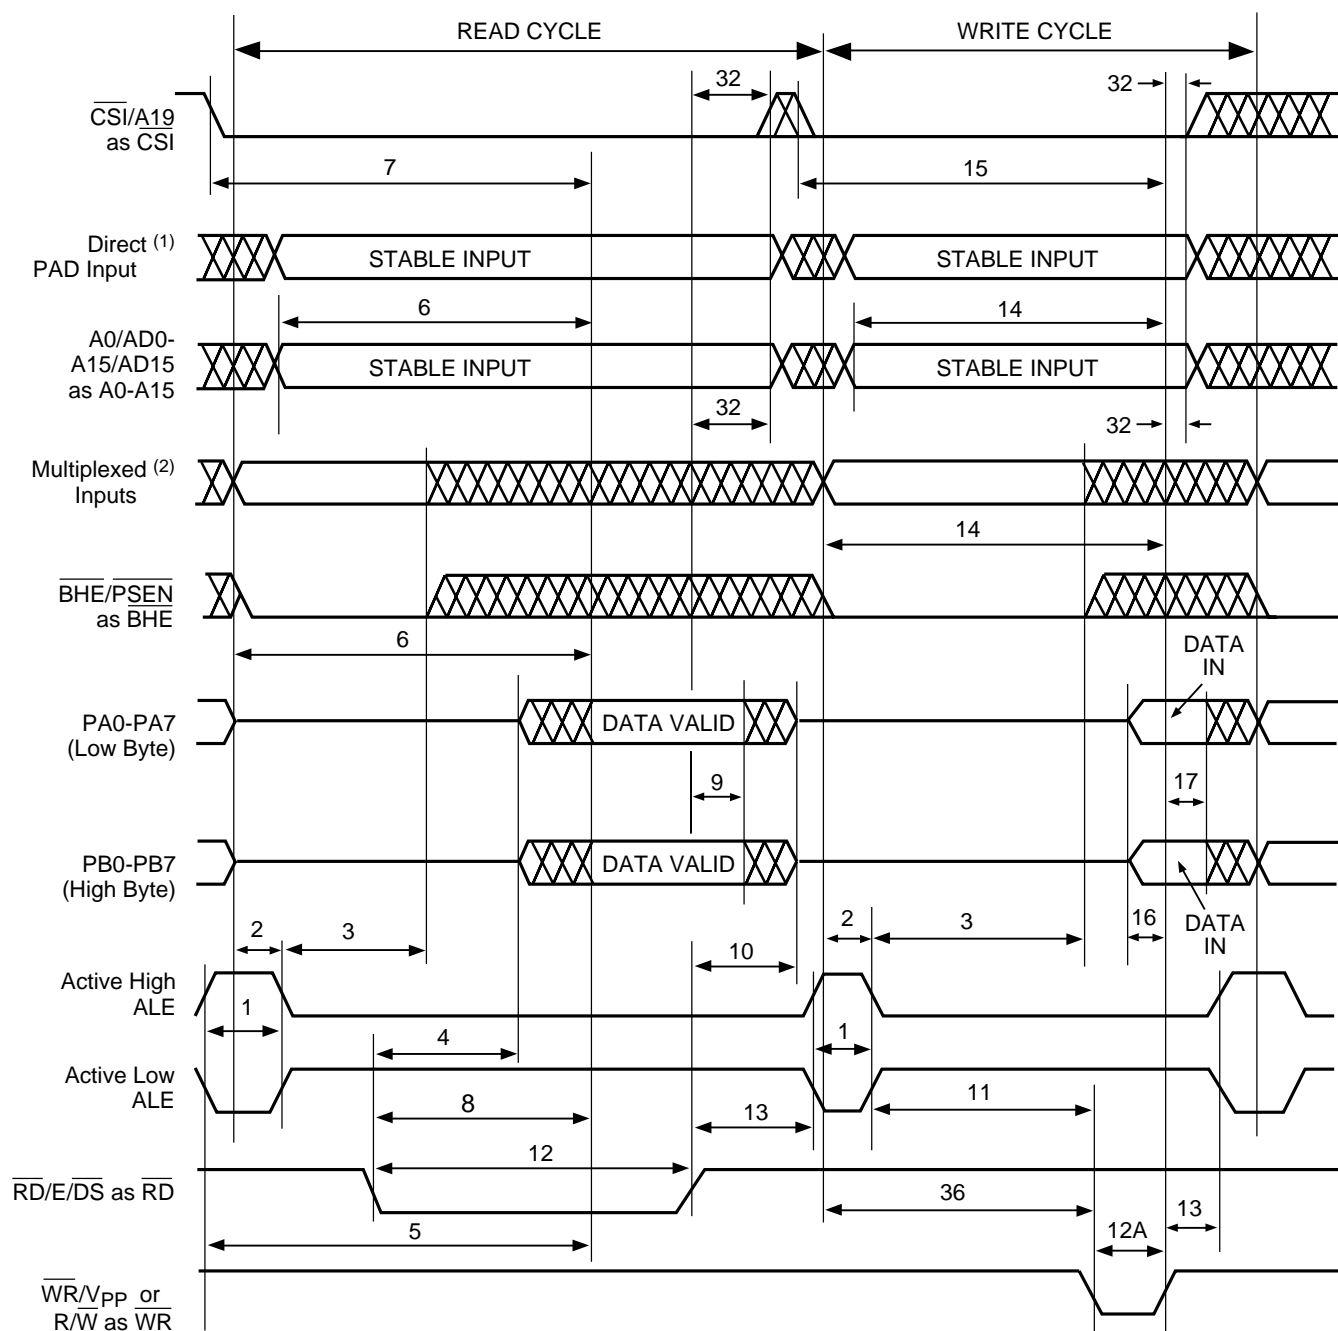 READ CYCLE
WRITE CYCLE
32
32
CSI/A19
as CSI
7
15
Direct (1)
PAD Input
STABLE INPUT
STABLE INPUT
6
14
A0/AD0-
A15/AD15
as A0-A15
STABLE INPUT
STABLE INPUT
32
32
Multiplexed (2)
Inputs
14
BHE/PSEN
as BHE
6
DATA
IN
PA0-PA7
(Low Byte)
DATA VALID
9
17
PB0-PB7
(High Byte)
DATA VALID
DATA
IN
2
3
10
2
3
16
Active High
ALE
1
4
1
Active Low
ALE
8
13
11
12
RD/E/DS as RD
36
5
12A
13
WR/VPP or
R/W as WR